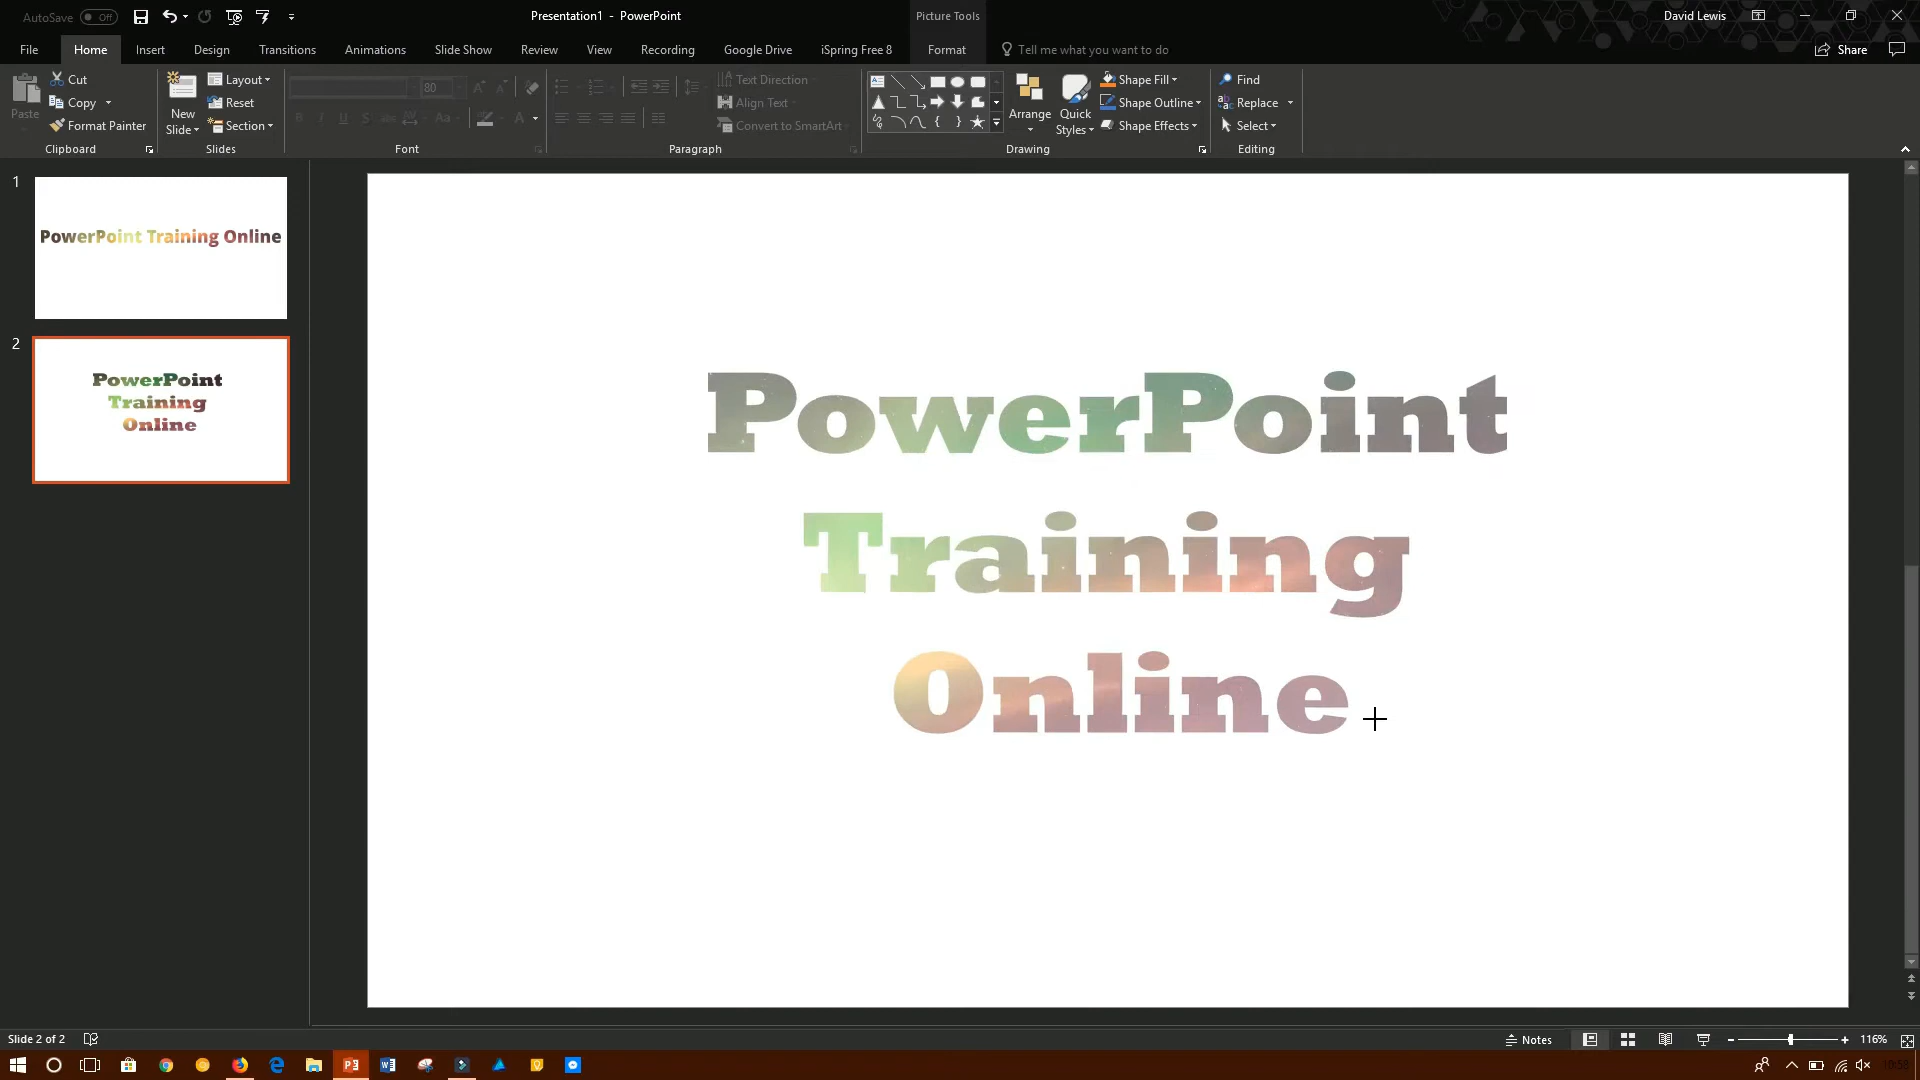 AutoSave Off
Presentation1 - PowerPoint
Picture Tools
David Lewis
File Home Insert Design Transitions Animations Slide Show Review View Recording Google Drive iSpring Free 8 Format Tell me what you want to do Share
Paste
Cut
Copy
Format Painter
Clipboard
New
Slide
Layout
Reset
Section
Slides
80
Font
Text Direction
Align Text
Convert to SmartArt
Paragraph
Arrange
Quick
Styles
Shape Fill
Shape Outline
Shape Effects
Drawing
Find
Replace
Select
Editing
1
PowerPoint Training Online
2
PowerPoint
Training
Online
PowerPoint
Training
Online
Slide 2 of 2
Notes
116%